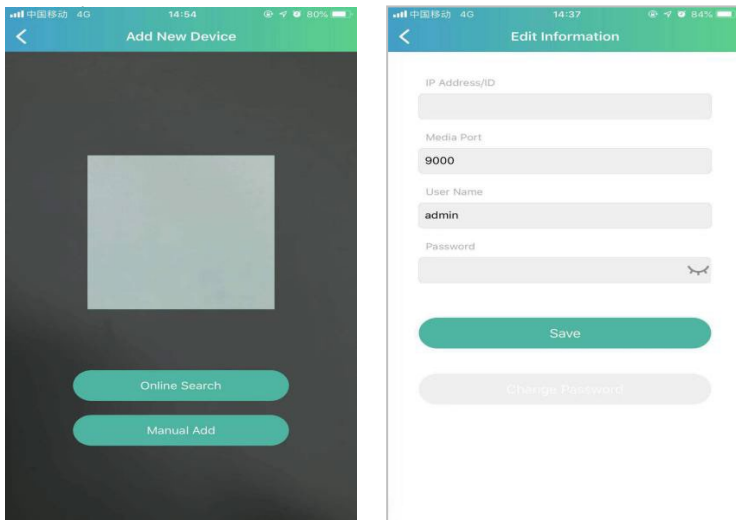 中国移动 4G 14:54 80%
Add New Device
Online Search
Manual Add
中国移动 4G 14:37 84%
Edit Information
IP Address/ID
Media Port
9000
User Name
admin
Password
Save
Change Password